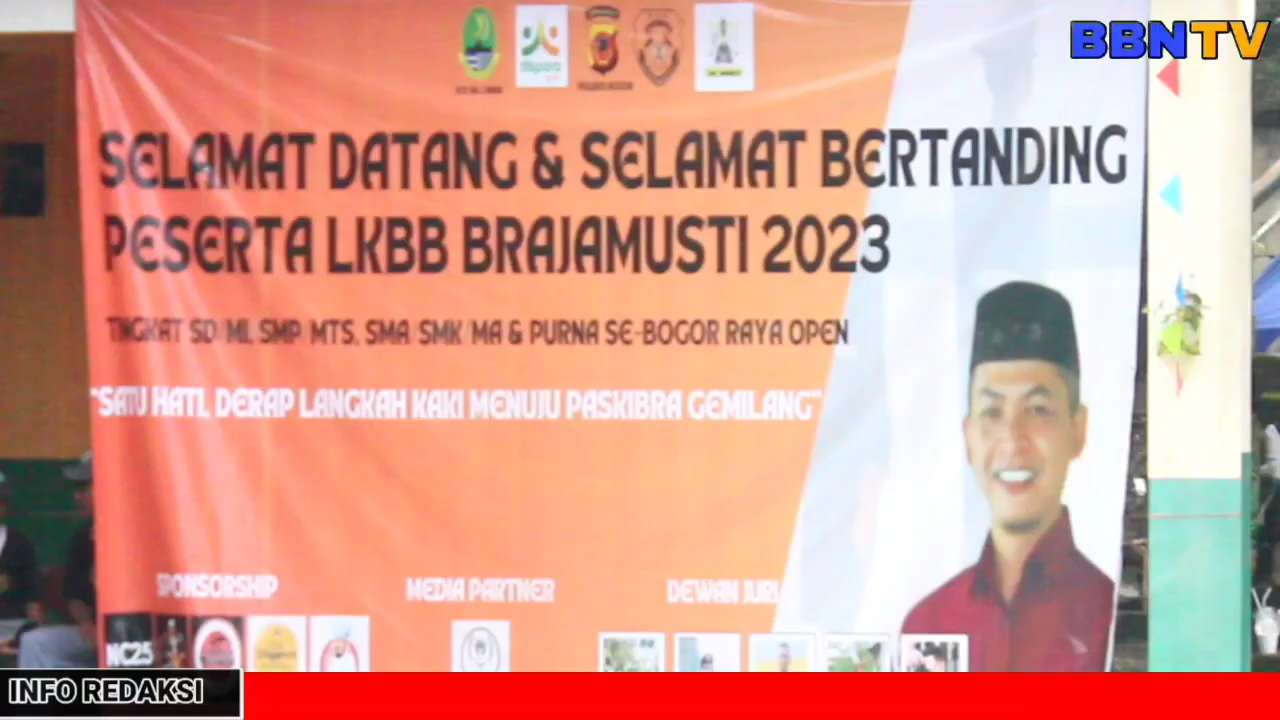 BBNTV
SELAMAT DATANG & SELAMAT BERTANDING
PESERTA LKBB BRAJAMUSTI 2023
TINGKAT SD/MI, SMP/MTS, SMA/SMK/MA & PURNA SE-BOGOR RAYA OPEN
"SATU HATI, DERAP LANGKAH KAKI MENUJU PASKIBRA GEMILANG"
SPONSORSHIP
MEDIA PARTNER
DEWAN JURI
NC25
INFO REDAKSI